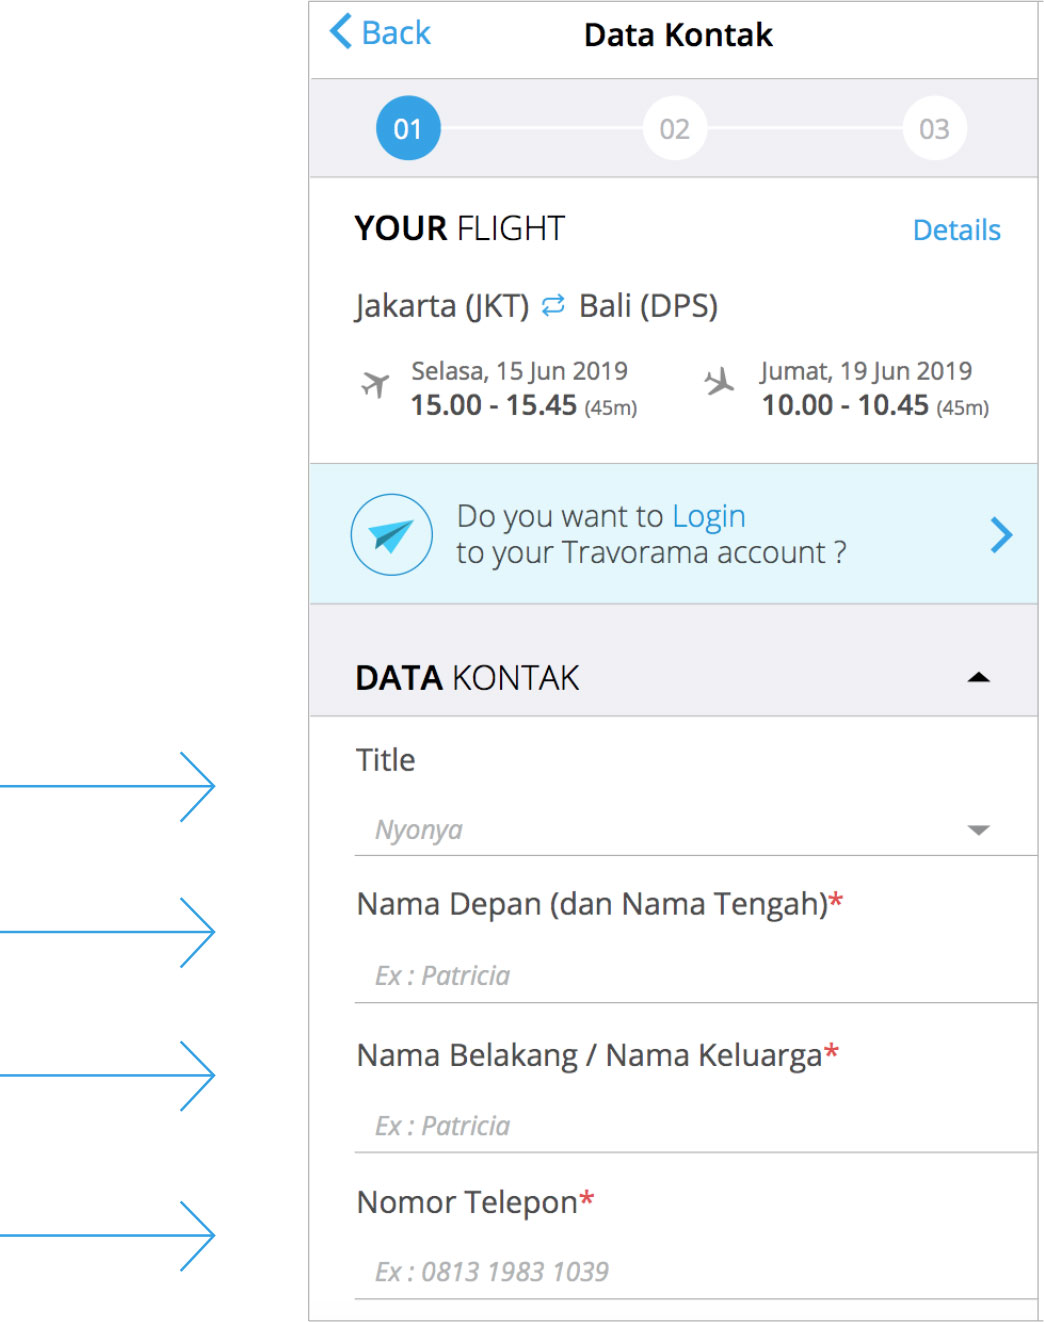 Back
Data Kontak
01
02
03
YOUR FLIGHT
Details
Jakarta (JKT) Bali (DPS)
Selasa, 15 Jun 2019
15.00 - 15.45 (45m)
Jumat, 19 Jun 2019
10.00 - 10.45 (45m)
Do you want to Login
to your Travorama account ?
DATA KONTAK
Title
Nyonya
Nama Depan (dan Nama Tengah)*
Ex : Patricia
Nama Belakang / Nama Keluarga*
Ex : Patricia
Nomor Telepon*
Ex : 0813 1983 1039